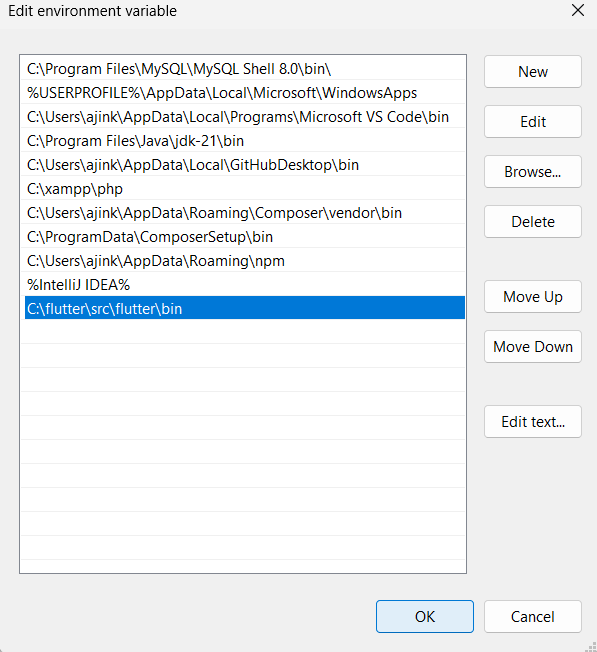 Edit environment variable
C:\Program Files\MySQL\MySQL Shell 8.0\bin\
%USERPROFILE%\AppData\Local\Microsoft\WindowsApps
C:\Users\ajink\AppData\Local\Programs\Microsoft VS Code\bin
C:\Program Files\Java\jdk-21\bin
C:\Users\ajink\AppData\Local\GitHubDesktop\bin
C:\xampp\php
C:\Users\ajink\AppData\Roaming\Composer\vendor\bin
C:\ProgramData\ComposerSetup\bin
C:\Users\ajink\AppData\Roaming\npm
%IntelliJ IDEA%
C:\flutter\src\flutter\bin
New
Edit
Browse...
Delete
Move Up
Move Down
Edit text...
OK
Cancel